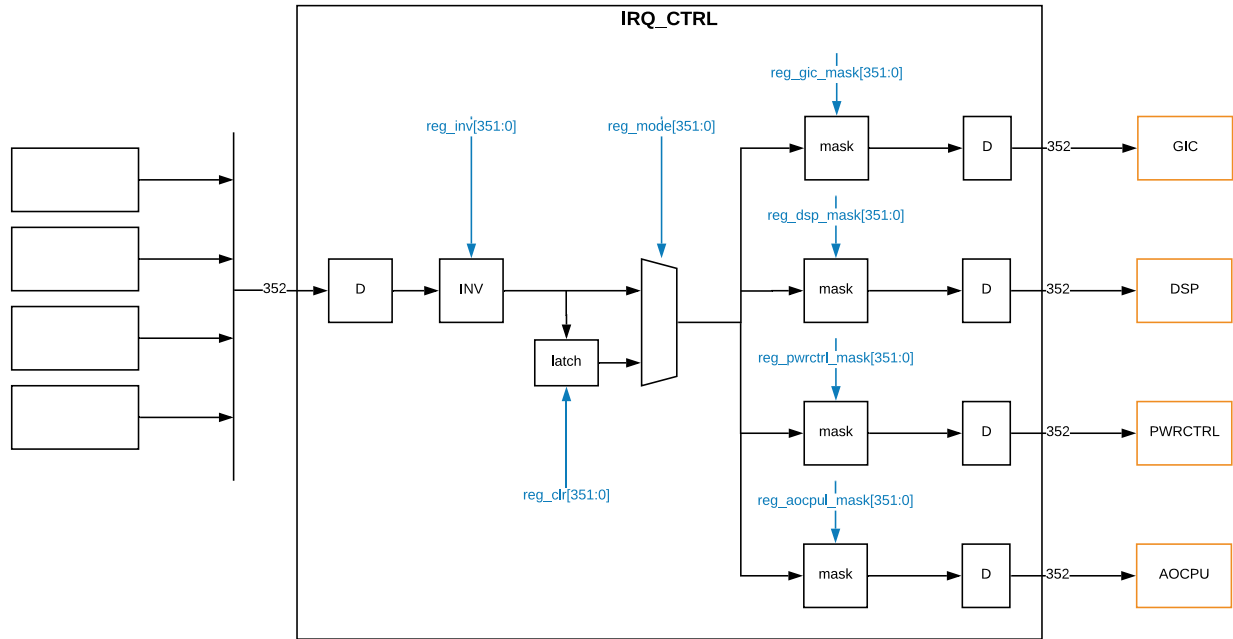 IRQ_CTRL
reg_gic_mask[351:0]
reg_inv[351:0]
reg_mode[351:0]
mask
D
352
GIC
reg_dsp_mask[351:0]
352
D
INV
mask
D
352
DSP
latch
reg_pwrctrl_mask[351:0]
mask
D
352
PWRCTRL
reg_clr[351:0]
reg_aocpul_mask[351:0]
mask
D
352
AOCPU